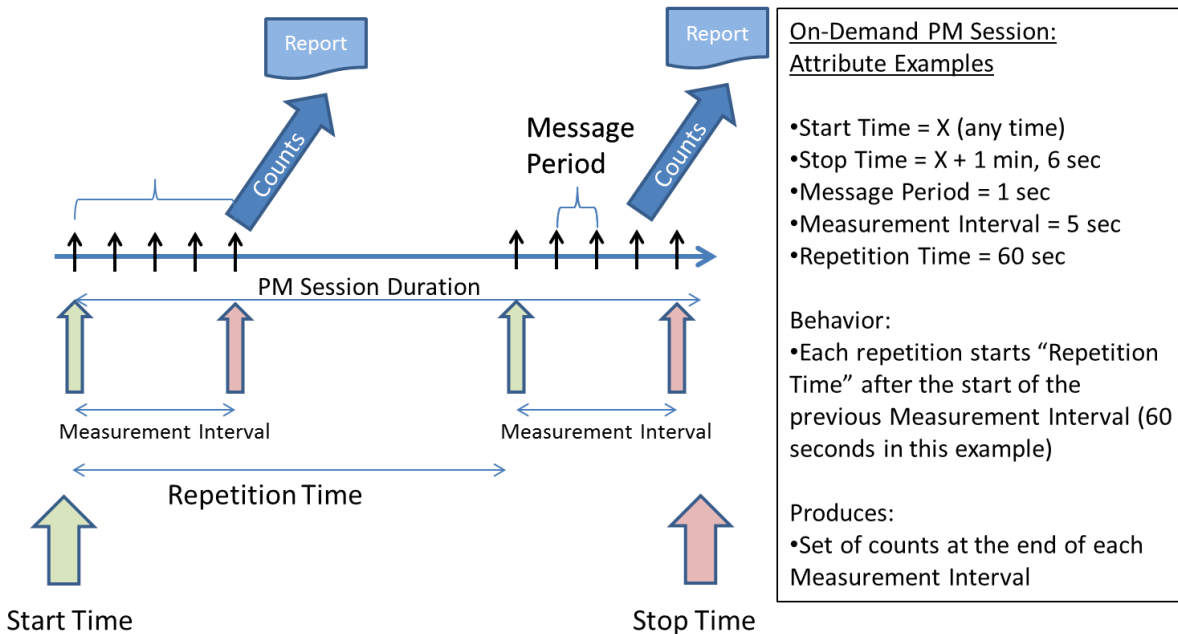 Report
Report
Counts
Counts
Message
Period
PM Session Duration
Measurement Interval
Measurement Interval
Repetition Time
Start Time
Stop Time
On-Demand PM Session:
Attribute Examples
•Start Time = X (any time)
•Stop Time = X + 1 min, 6 sec
•Message Period = 1 sec
•Measurement Interval = 5 sec
•Repetition Time = 60 sec
Behavior:
•Each repetition starts “Repetition
Time” after the start of the
previous Measurement Interval (60
seconds in this example)
Produces:
•Set of counts at the end of each
Measurement Interval